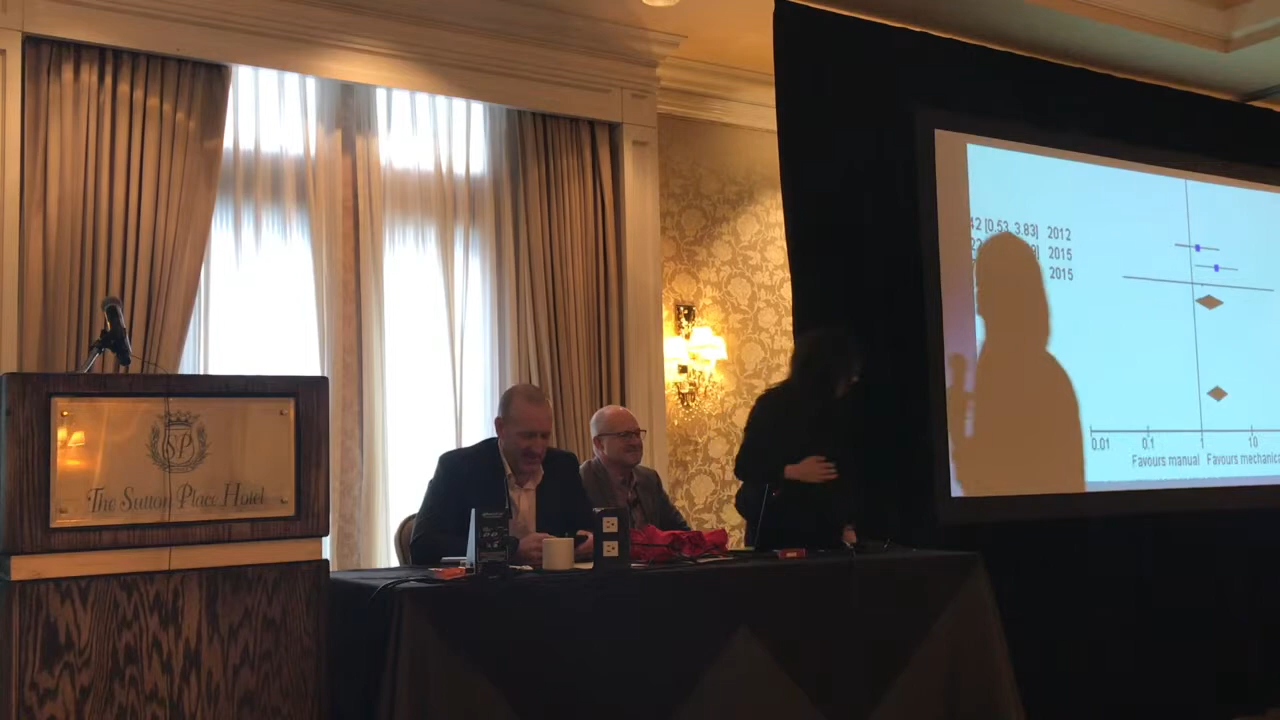 SP
The Sutton Place Hotel
42 [0.53, 3.83] 2012
2015
2015
0.01 0.1 1 10
Favours manual Favours mechanica